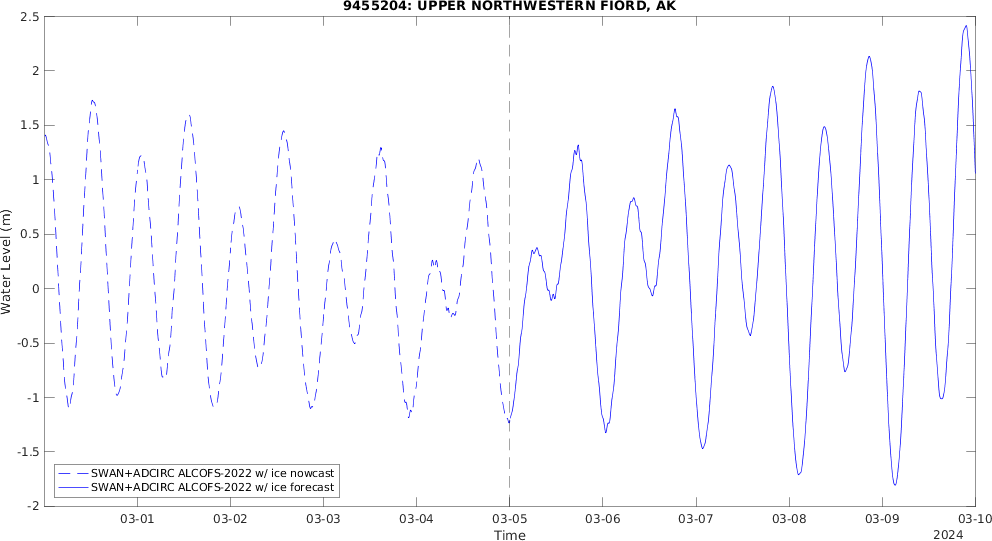 9455204: UPPER NORTHWESTERN FIORD, AK
2.5
2
1.5
1
0.5
0
-0.5
-1
-1.5
-2
Water Level (m)
SWAN+ADCIRC ALCOFS-2022 w/ ice nowcast
SWAN+ADCIRC ALCOFS-2022 w/ ice forecast
03-01 03-02 03-03 03-04 03-05 03-06 03-07 03-08 03-09 03-10
Time
2024